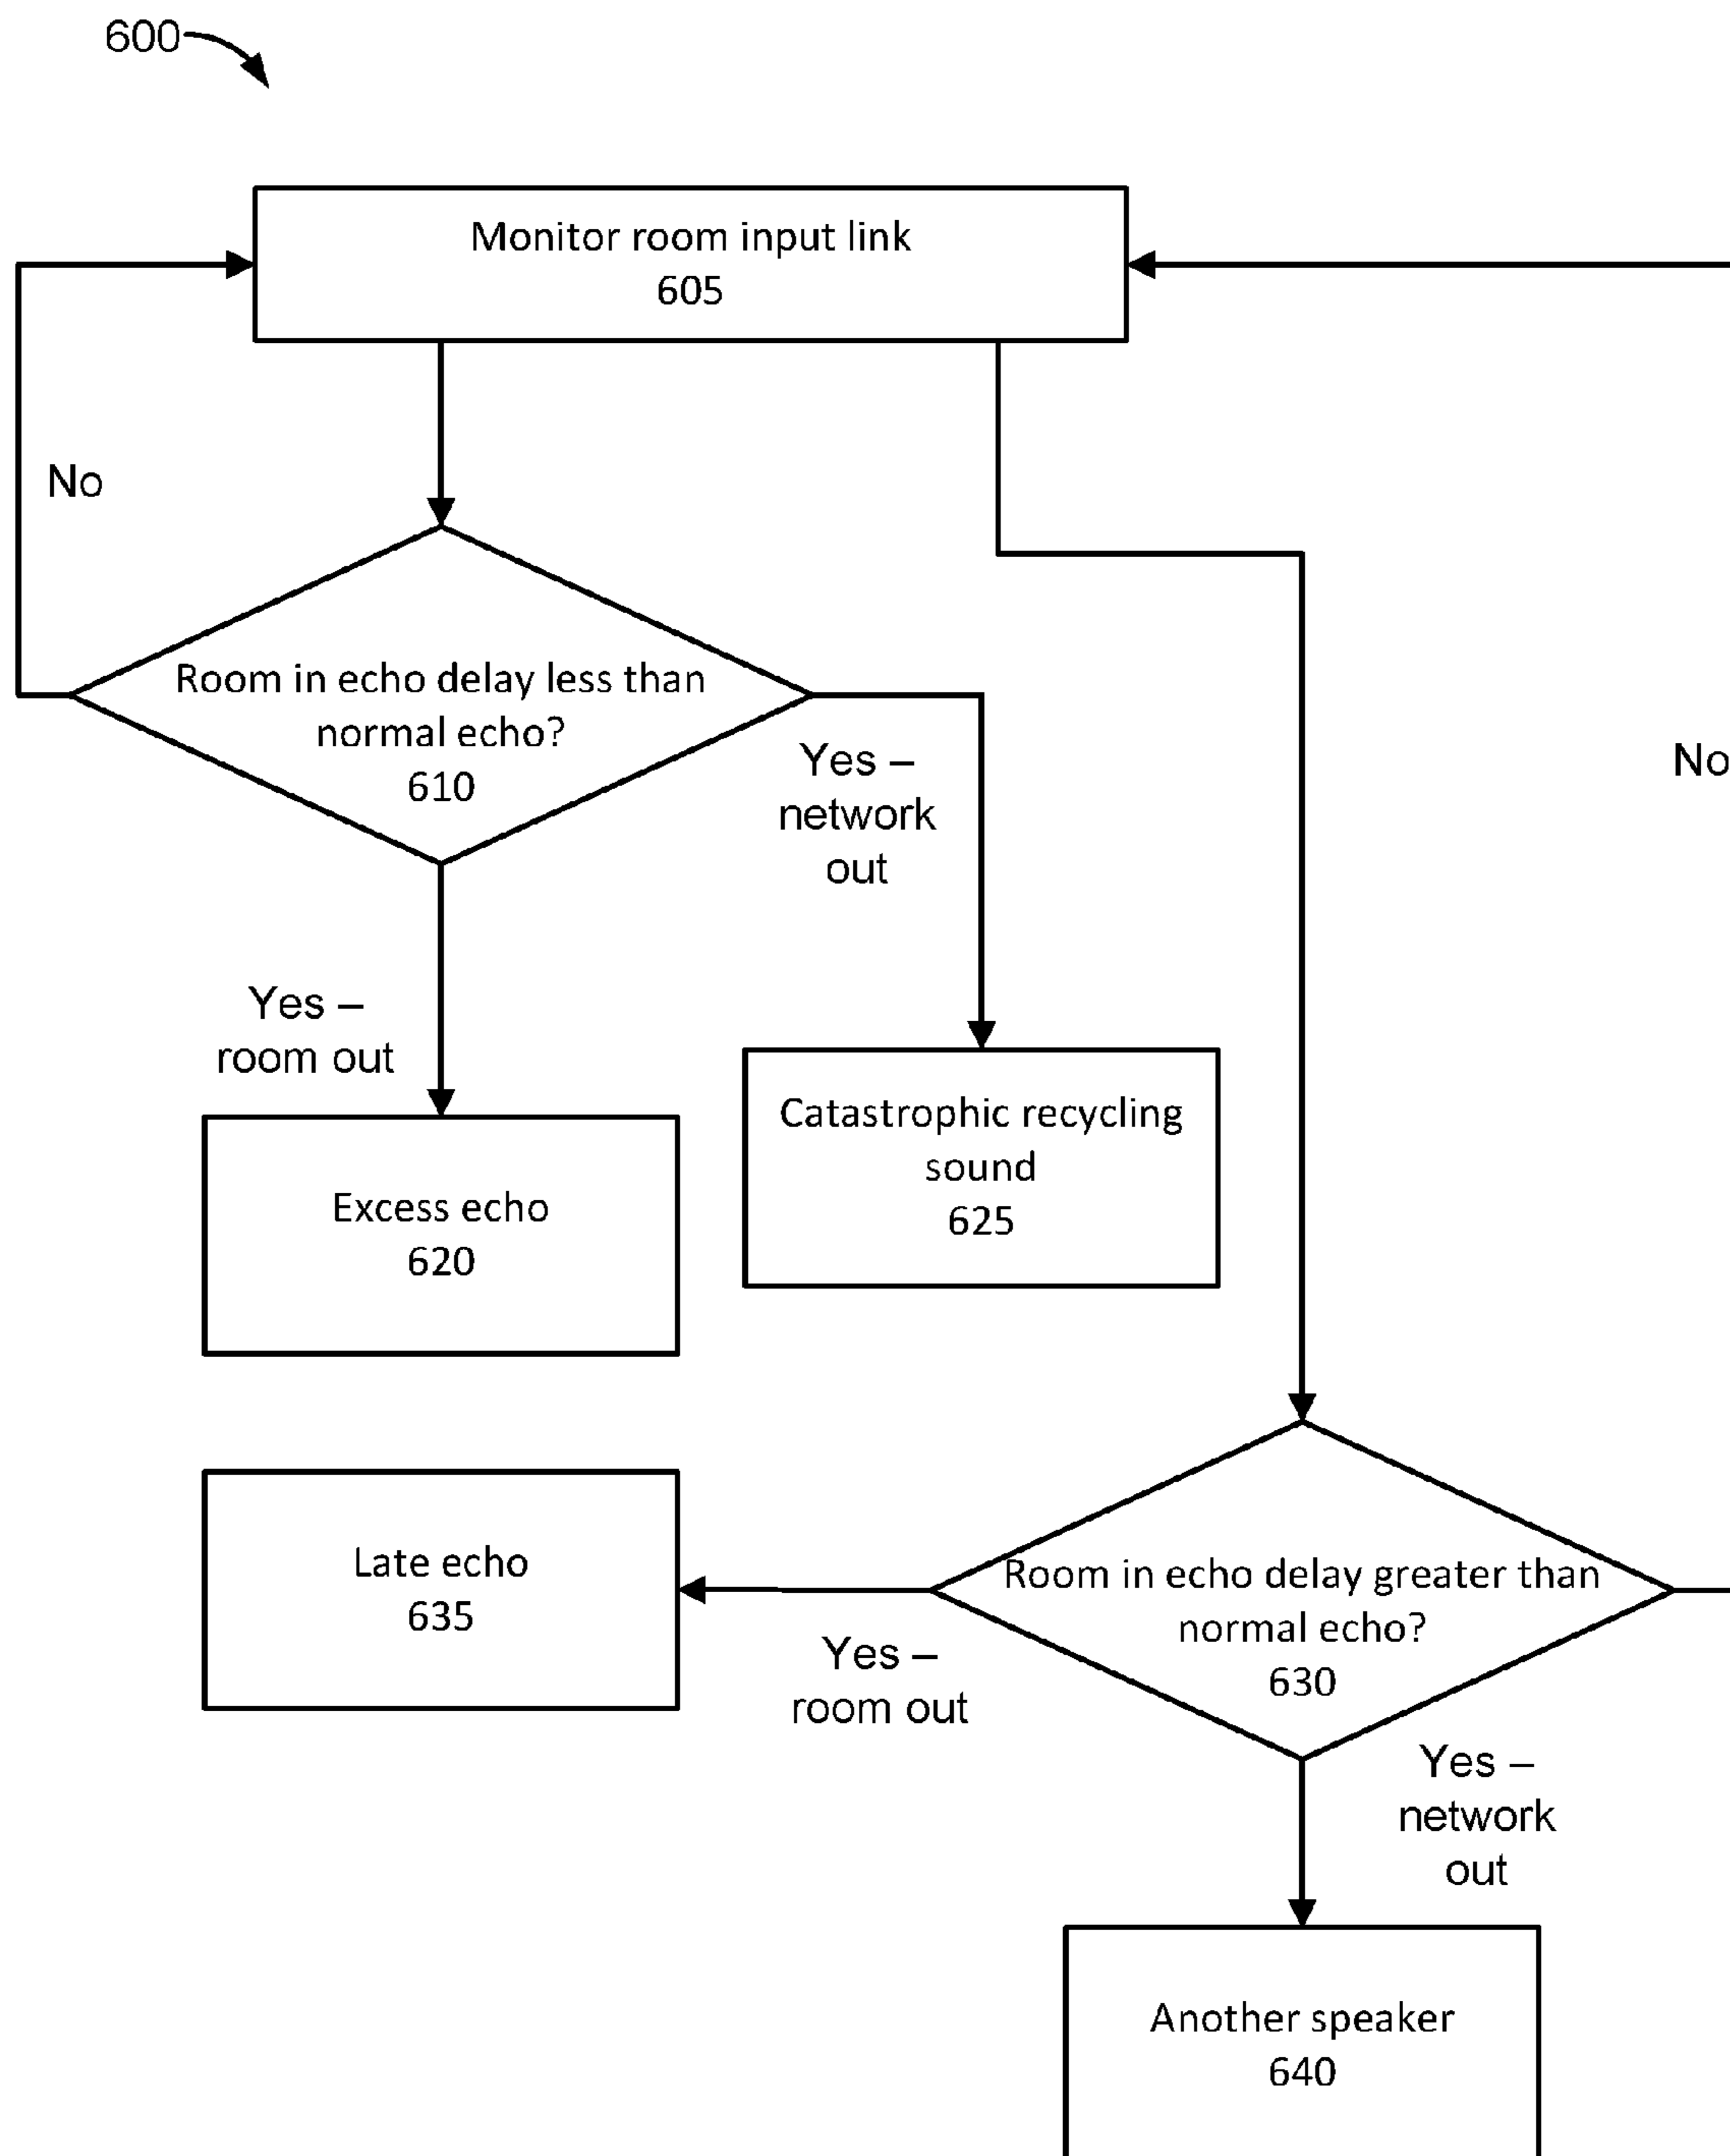 600
Monitor room input link
605
No
Room in echo delay less than
normal echo?
610
Yes –
network
out
No
Yes –
room out
Catastrophic recycling
sound
625
Excess echo
620
Late echo
635
Room in echo delay greater than
normal echo?
630
Yes –
room out
Yes –
network
out
Another speaker
640